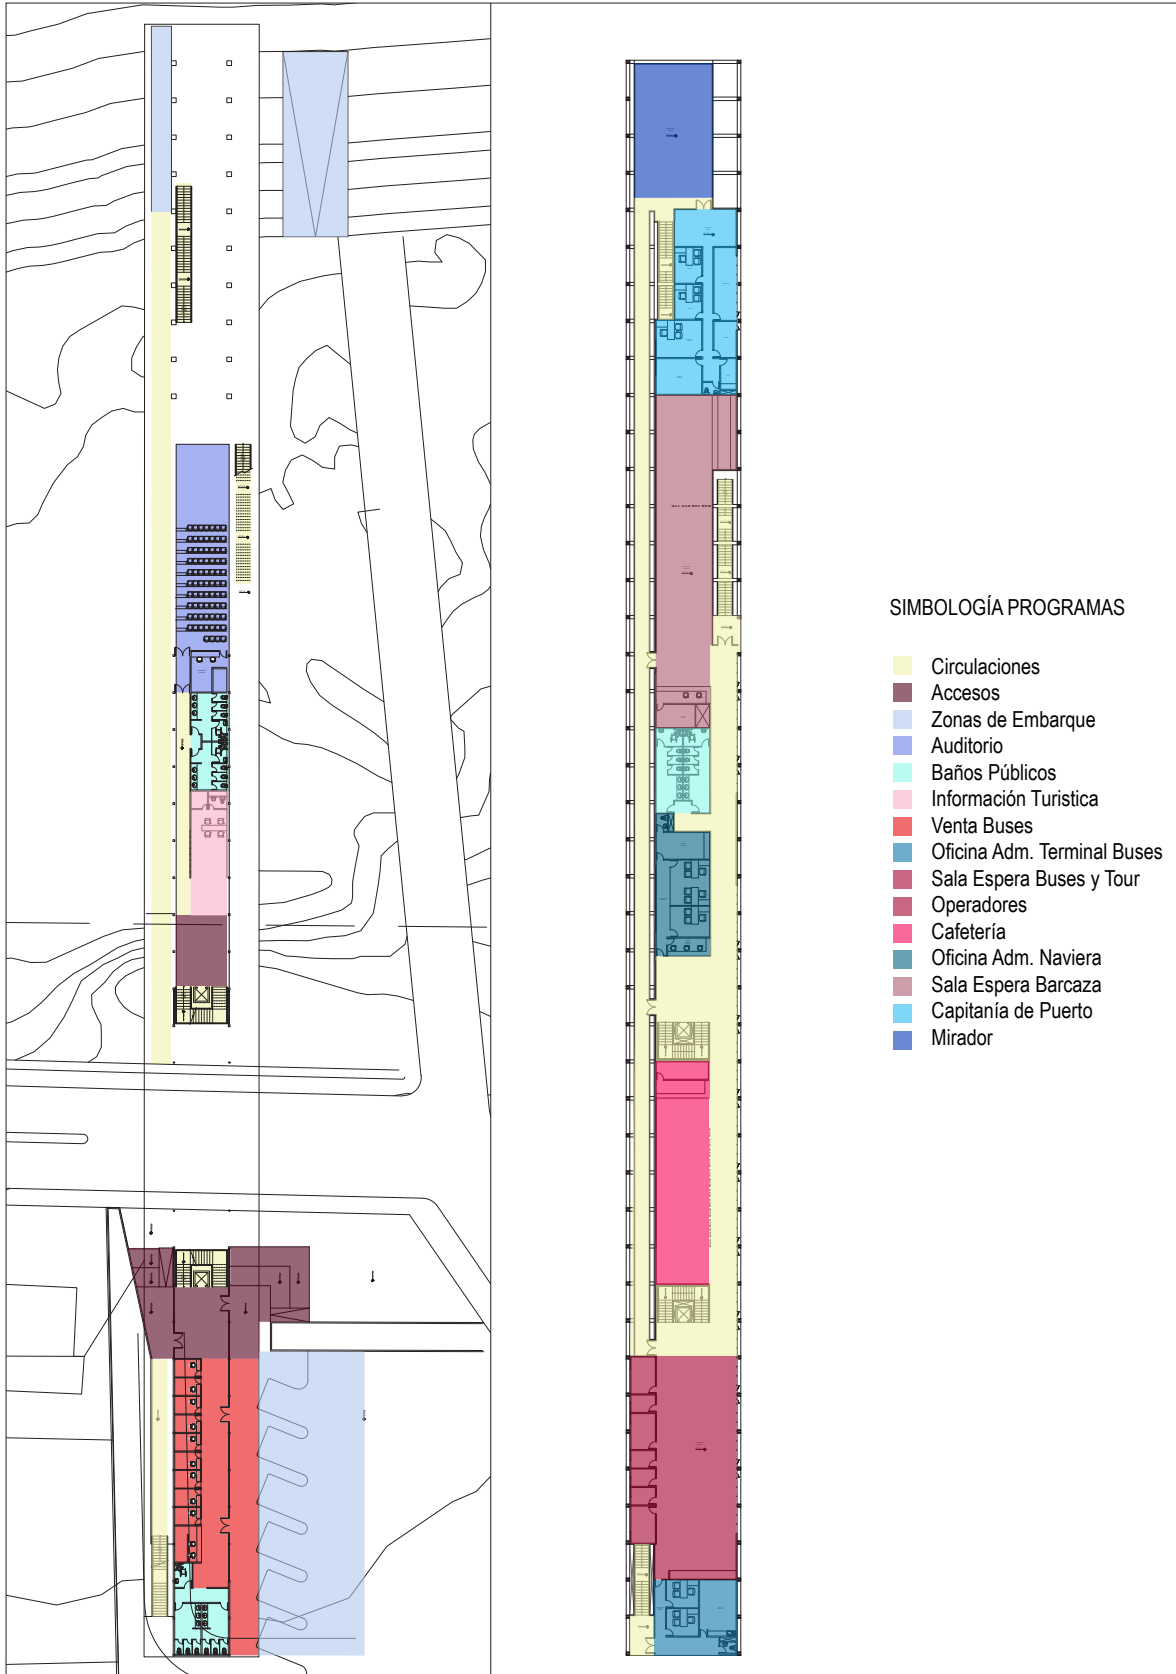 SIMBOLOGÍA PROGRAMAS
Circulaciones
Accesos
Zonas de Embarque
Auditorio
Baños Públicos
Información Turistica
Venta Buses
Oficina Adm. Terminal Buses
Sala Espera Buses y Tour
Operadores
Cafetería
Oficina Adm. Naviera
Sala Espera Barcaza
Capitanía de Puerto
Mirador